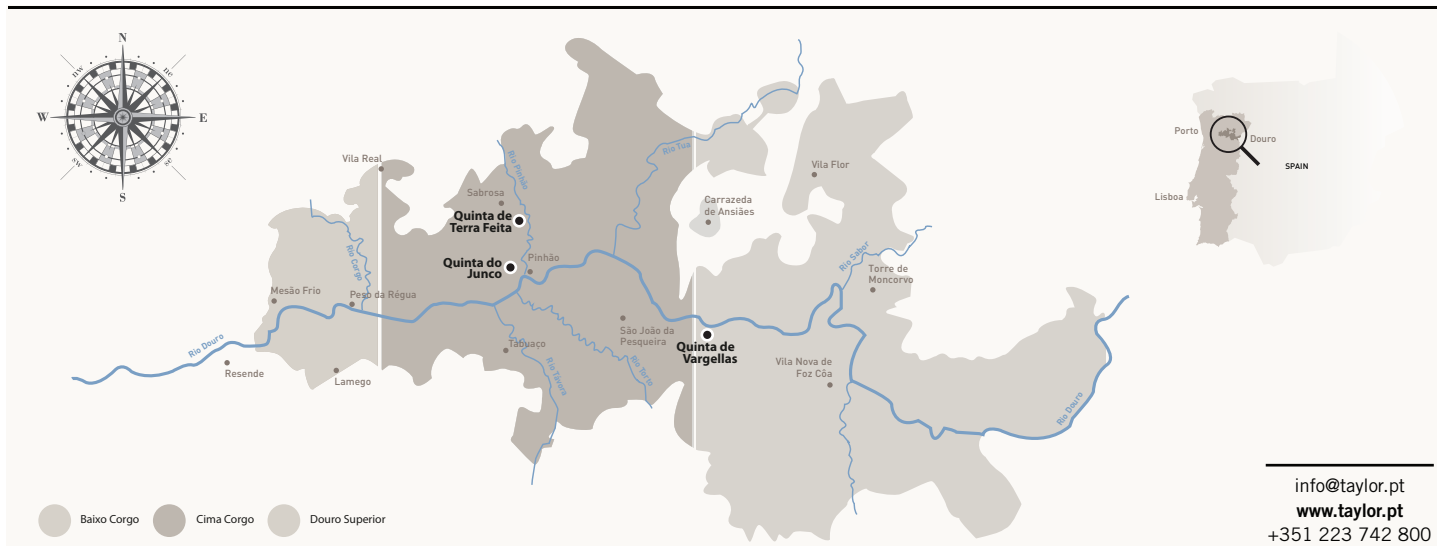 N
nw
ne
W
E
sw
se
S
Vila Real
Rio Pinhão
Rio Tua
Vila Flor
Sabrosa
Carrazeda
de Ansiães
Quinta de
Terra Feita
Rio Corgo
Quinta do
Junco
Pinhão
Rio Sabor
Torre de
Moncorvo
Mesão Frio
Peso da Régua
Rio Douro
São João da
Pesqueira
Quinta de
Vargellas
Tabuaço
Vila Nova de
Foz Côa
Resende
Lamego
Rio Távora
Rio Torto
Rio Douro
Porto
Douro
SPAIN
Lisboa
Baixo Corgo
Cima Corgo
Douro Superior
info@taylor.pt
www.taylor.pt
+351 223 742 800